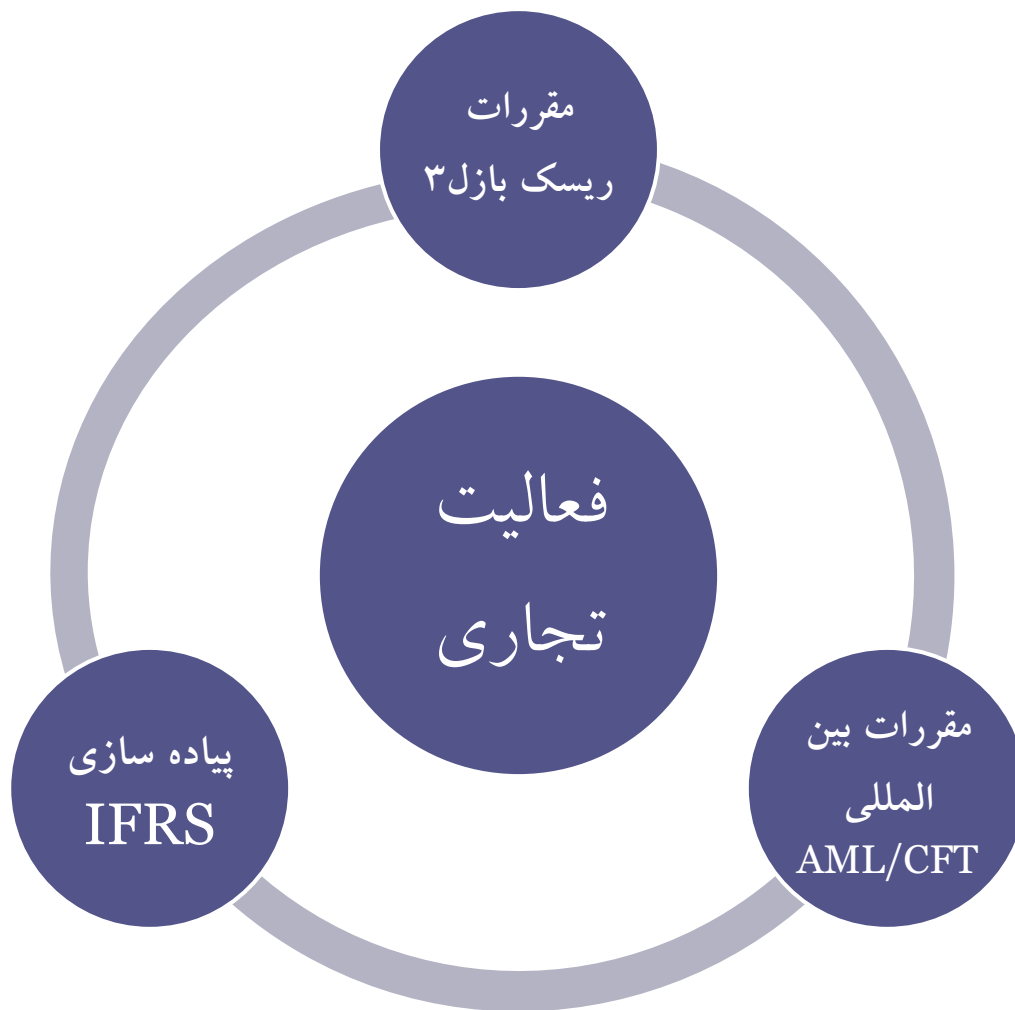 مقررات
ریسک بازل۳
فعالیت
تجاری
مقررات بین
المللی
AML/CFT
پیاده سازی
IFRS